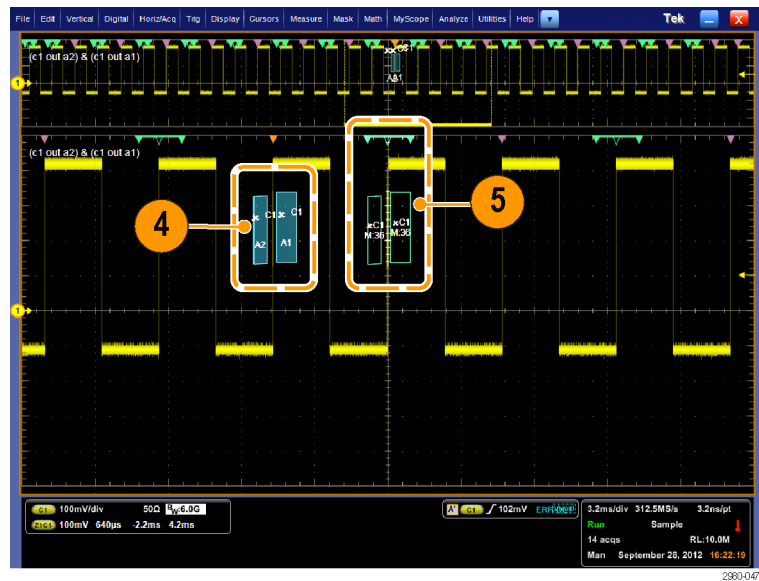 File Edit Vertical Digital Horiz/Acq Trig Display Cursors Measure Mask Math MyScope Analyze Utilities Help Tek X
(c1 out a2) & (c1 out a1)
1
(c1 out a2) & (c1 out a1)
4
5
C1 C1
A2 A1
C1 C1
M:36 M:36
1
C1 100mV/div 50Ω BW:6.0G
Z1C1 100mV 640µs -2.2ms 4.2ms
A' C1 102mV
3.2ms/div 312.5MS/s 3.2ns/pt
Run Sample
14 acqs RL:10.0M
Man September 28, 2012 16:22:19
2980-047